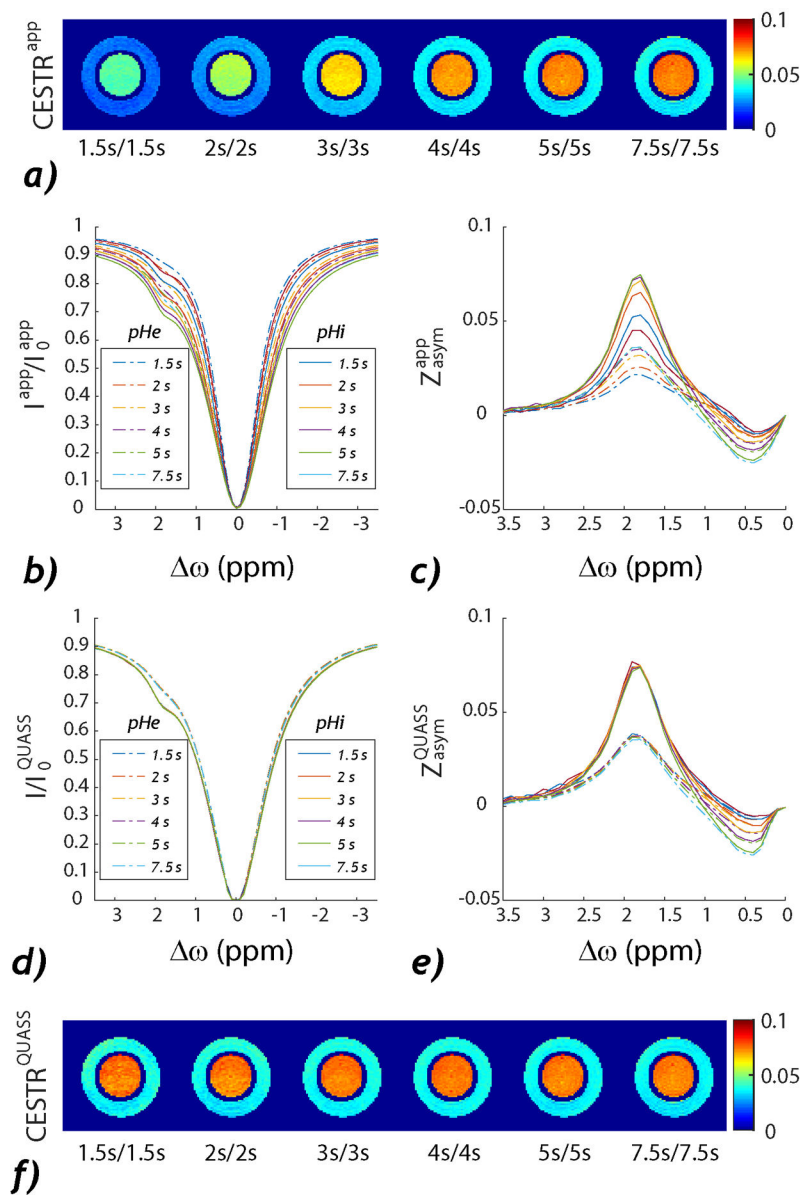 CESTR^app
0.1
0.05
0
1.5s/1.5s 2s/2s 3s/3s 4s/4s 5s/5s 7.5s/7.5s
a)
I^app/I_0^app
1
0.9
0.8
0.7
0.6
0.5
0.4
0.3
0.2
0.1
0
pHe
1.5 s
2 s
3 s
4 s
5 s
7.5 s
pHi
1.5 s
2 s
3 s
4 s
5 s
7.5 s
3 2 1 0 -1 -2 -3
Δω (ppm)
b)
Z_asym^app
0.1
0.05
0
-0.05
3.5 3 2.5 2 1.5 1 0.5 0
Δω (ppm)
c)
I/I_0^QUASS
1
0.9
0.8
0.7
0.6
0.5
0.4
0.3
0.2
0.1
0
pHe
1.5 s
2 s
3 s
4 s
5 s
7.5 s
pHi
1.5 s
2 s
3 s
4 s
5 s
7.5 s
3 2 1 0 -1 -2 -3
Δω (ppm)
d)
Z_asym^QUASS
0.1
0.05
0
-0.05
3.5 3 2.5 2 1.5 1 0.5 0
Δω (ppm)
e)
CESTR^QUASS
0.1
0.05
0
1.5s/1.5s 2s/2s 3s/3s 4s/4s 5s/5s 7.5s/7.5s
f)